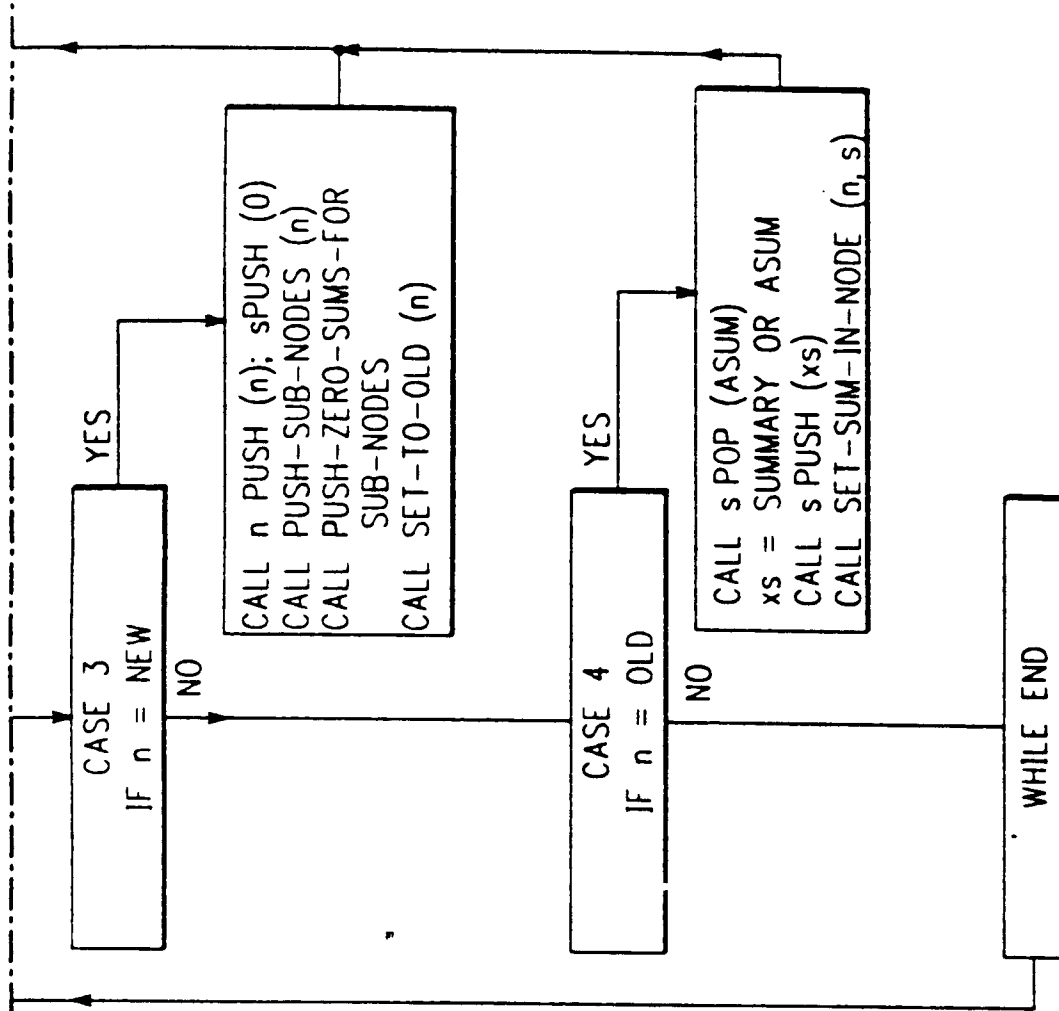 CASE 3
IF n = NEW
YES
NO
CALL n PUSH (n); sPUSH (0)
CALL PUSH-SUB-NODES (n)
CALL PUSH-ZERO-SUMS-FOR
SUB-NODES
CALL SET-TO-OLD (n)
CASE 4
IF n = OLD
YES
NO
CALL s POP (ASUM)
xs = SUMMARY OR ASUM
CALL s PUSH (xs)
CALL SET-SUM-IN-NODE (n, s)
WHILE END